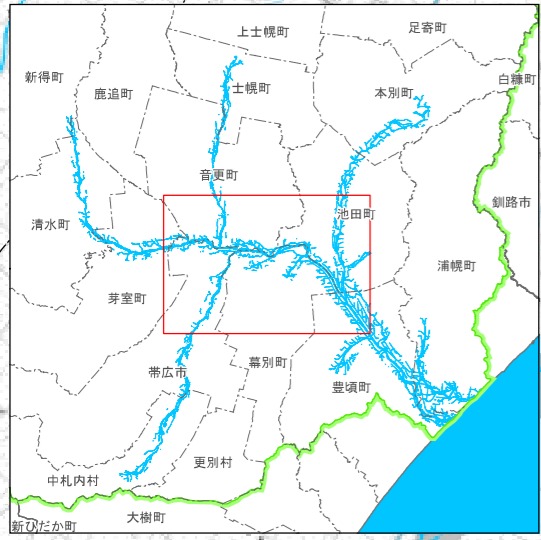 上士幌町
足寄町
新得町
鹿追町
士幌町
本別町
白糠町
音更町
池田町
釧路市
清水町
浦幌町
芽室町
帯広市
幕別町
豊頃町
中札内村
更別村
大樹町
新ひだか町